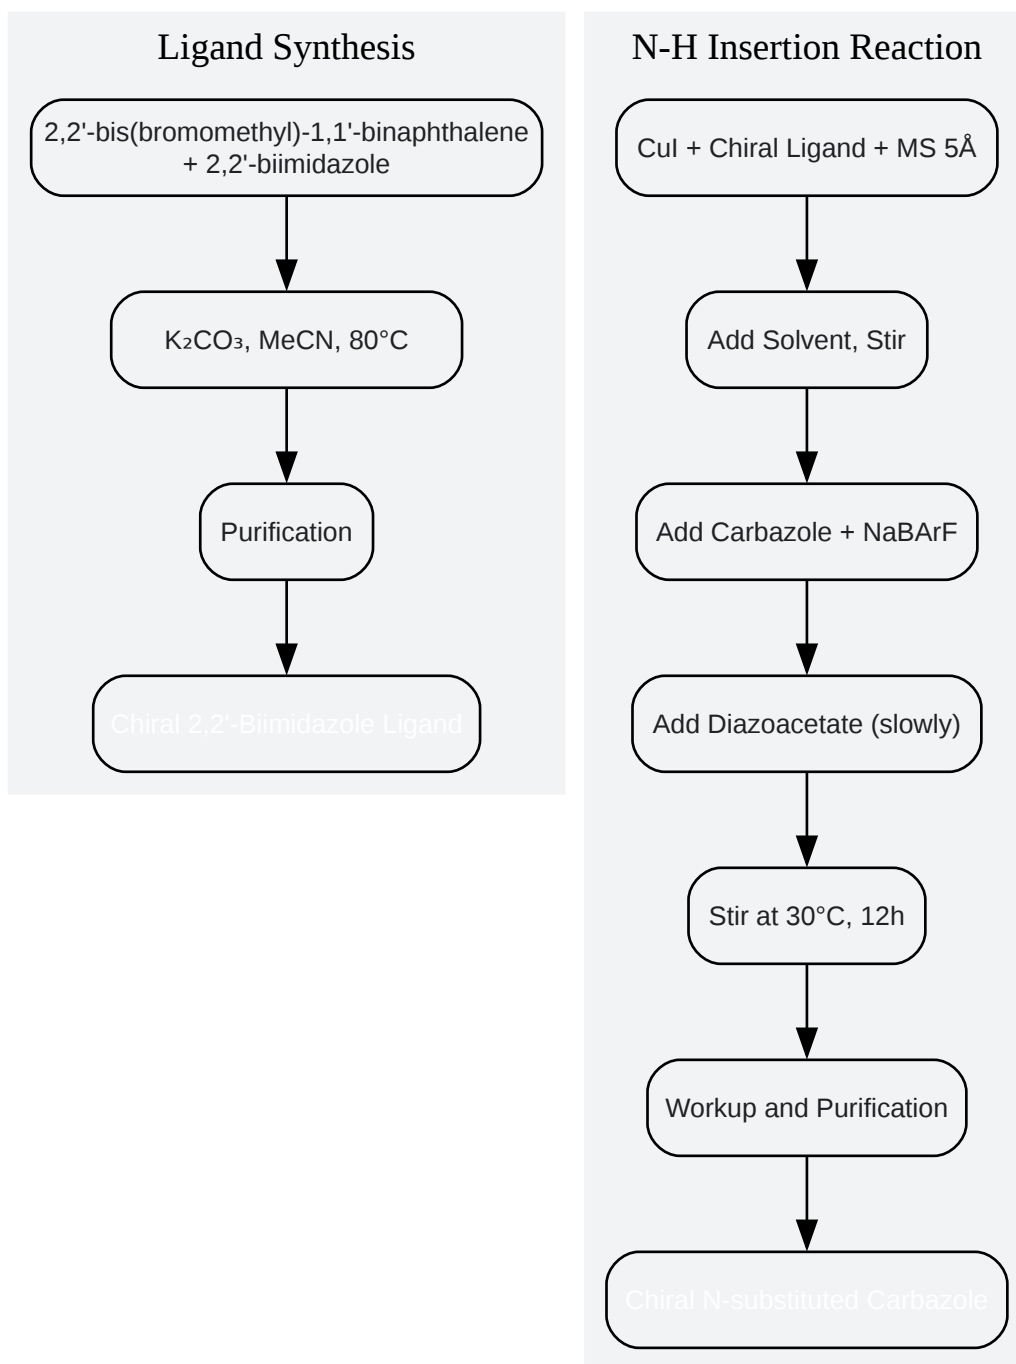 Ligand Synthesis
2,2'-bis(bromomethyl)-1,1'-binaphthalene
+ 2,2'-biimidazole
K₂CO₃, MeCN, 80°C
Purification
Chiral 2,2'-Biimidazole Ligand
N-H Insertion Reaction
CuI + Chiral Ligand + MS 5Å
Add Solvent, Stir
Add Carbazole + NaBArF
Add Diazoacetate (slowly)
Stir at 30°C, 12h
Workup and Purification
Chiral N-substituted Carbazole